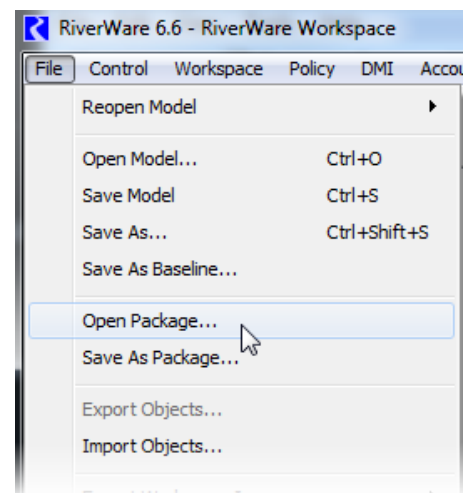 RiverWare 6.6 - RiverWare Workspace
File Control Workspace Policy DMI
Reopen Model
Open Model... Ctrl+O
Save Model Ctrl+S
Save As... Ctrl+Shift+S
Save As Baseline...
Open Package...
Save As Package...
Export Objects...
Import Objects...